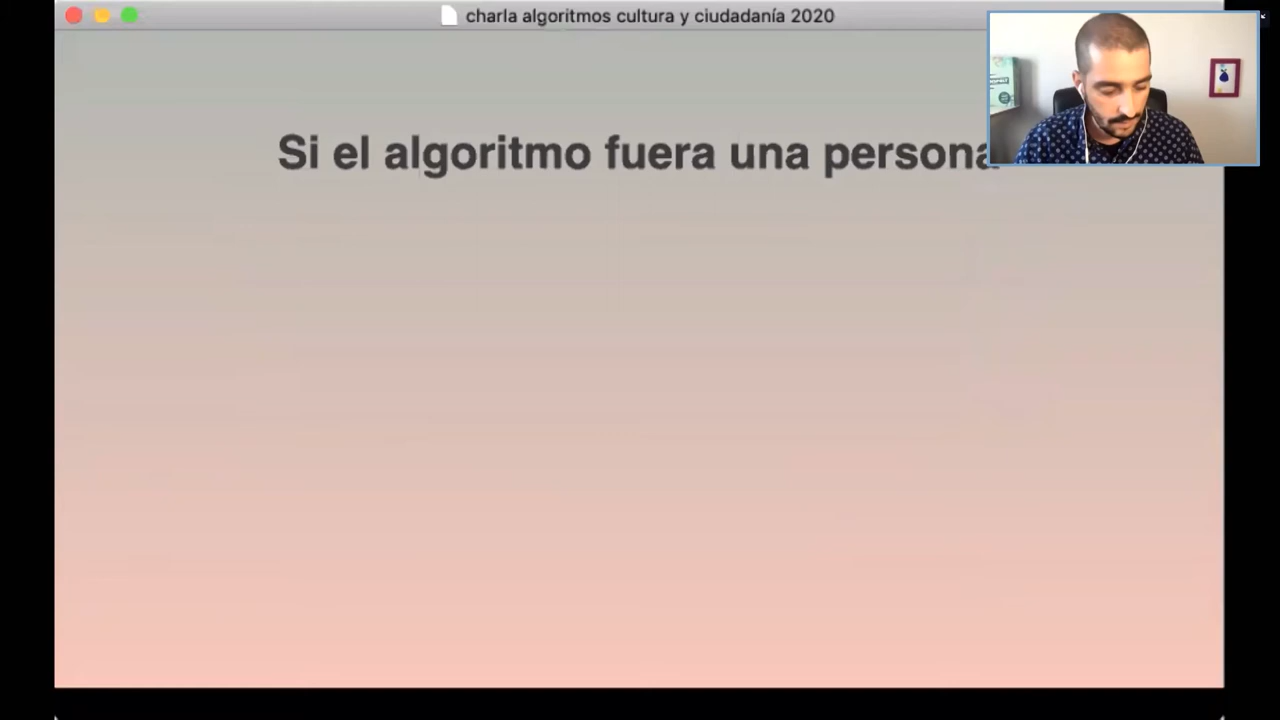 charla algoritmos cultura y ciudadanía 2020
Si el algoritmo fuera una persona